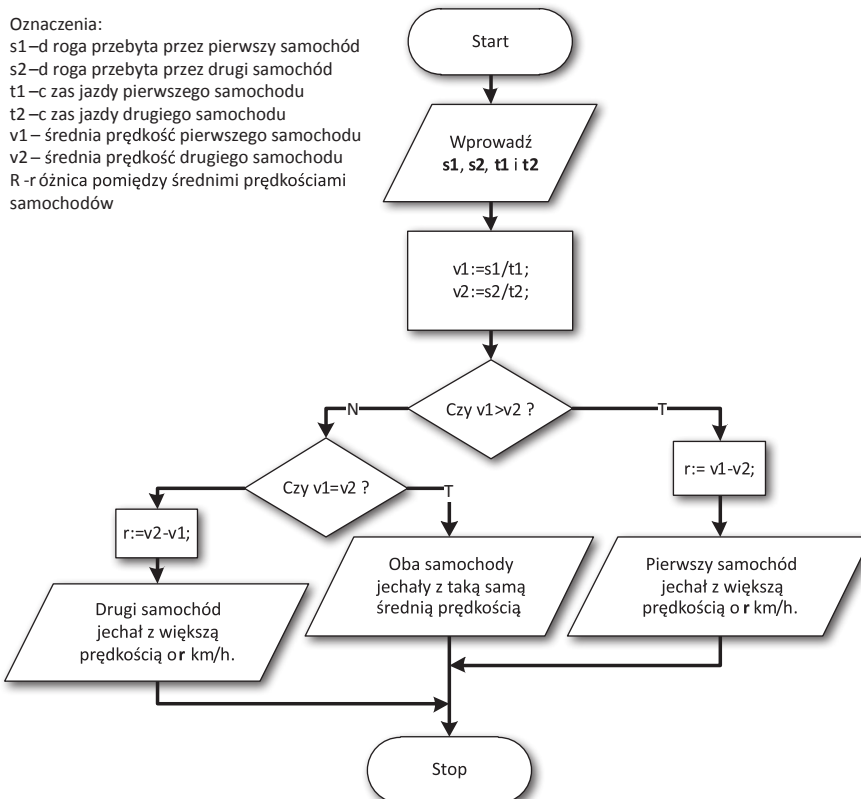 Oznaczenia:
s1–d roga przebyta przez pierwszy samochód
s2–d roga przebyta przez drugi samochód
t1–c zas jazdy pierwszego samochodu
t2–c zas jazdy drugiego samochodu
v1– średnia prędkość pierwszego samochodu
v2– średnia prędkość drugiego samochodu
R -r óżnica pomiędzy średnimi prędkościami
samochodów
Start
Wprowadź
s1, s2, t1 i t2
v1:=s1/t1;
v2:=s2/t2;
Czy v1>v2 ?
N
T
Czy v1=v2 ?
T
r:= v1-v2;
r:=v2-v1;
Oba samochody
jechały z taką samą
średnią prędkością
Pierwszy samochód
jechał z większą
prędkością o r km/h.
Drugi samochód
jechał z większą
prędkością o r km/h.
Stop